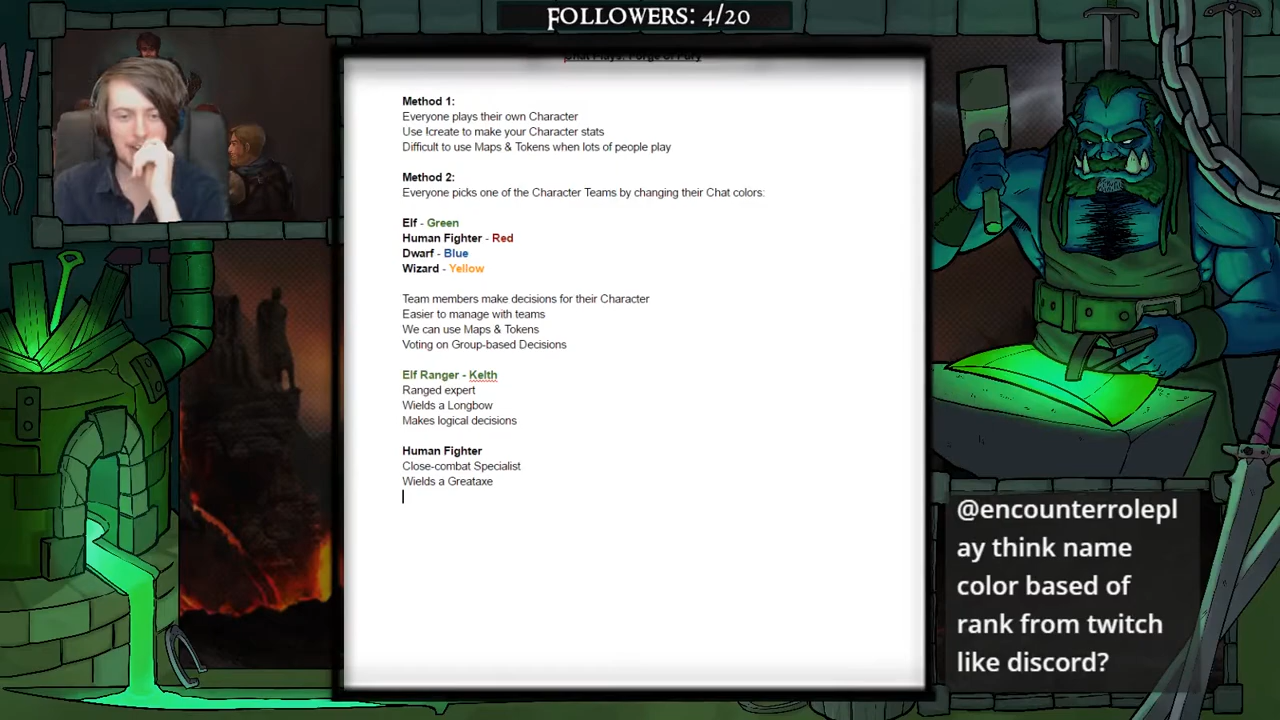 FOLLOWERS: 4/20
Method 1:
Everyone plays their own Character
Use !create to make your Character stats
Difficult to use Maps & Tokens when lots of people play
Method 2:
Everyone picks one of the Character Teams by changing their Chat colors:
Elf - Green
Human Fighter - Red
Dwarf - Blue
Wizard - Yellow
Team members make decisions for their Character
Easier to manage with teams
We can use Maps & Tokens
Voting on Group-based Decisions
Elf Ranger - Kelth
Ranged expert
Wields a Longbow
Makes logical decisions
Human Fighter
Close-combat Specialist
Wields a Greataxe
@encounterrolepl
ay think name
color based of
rank from twitch
like discord?